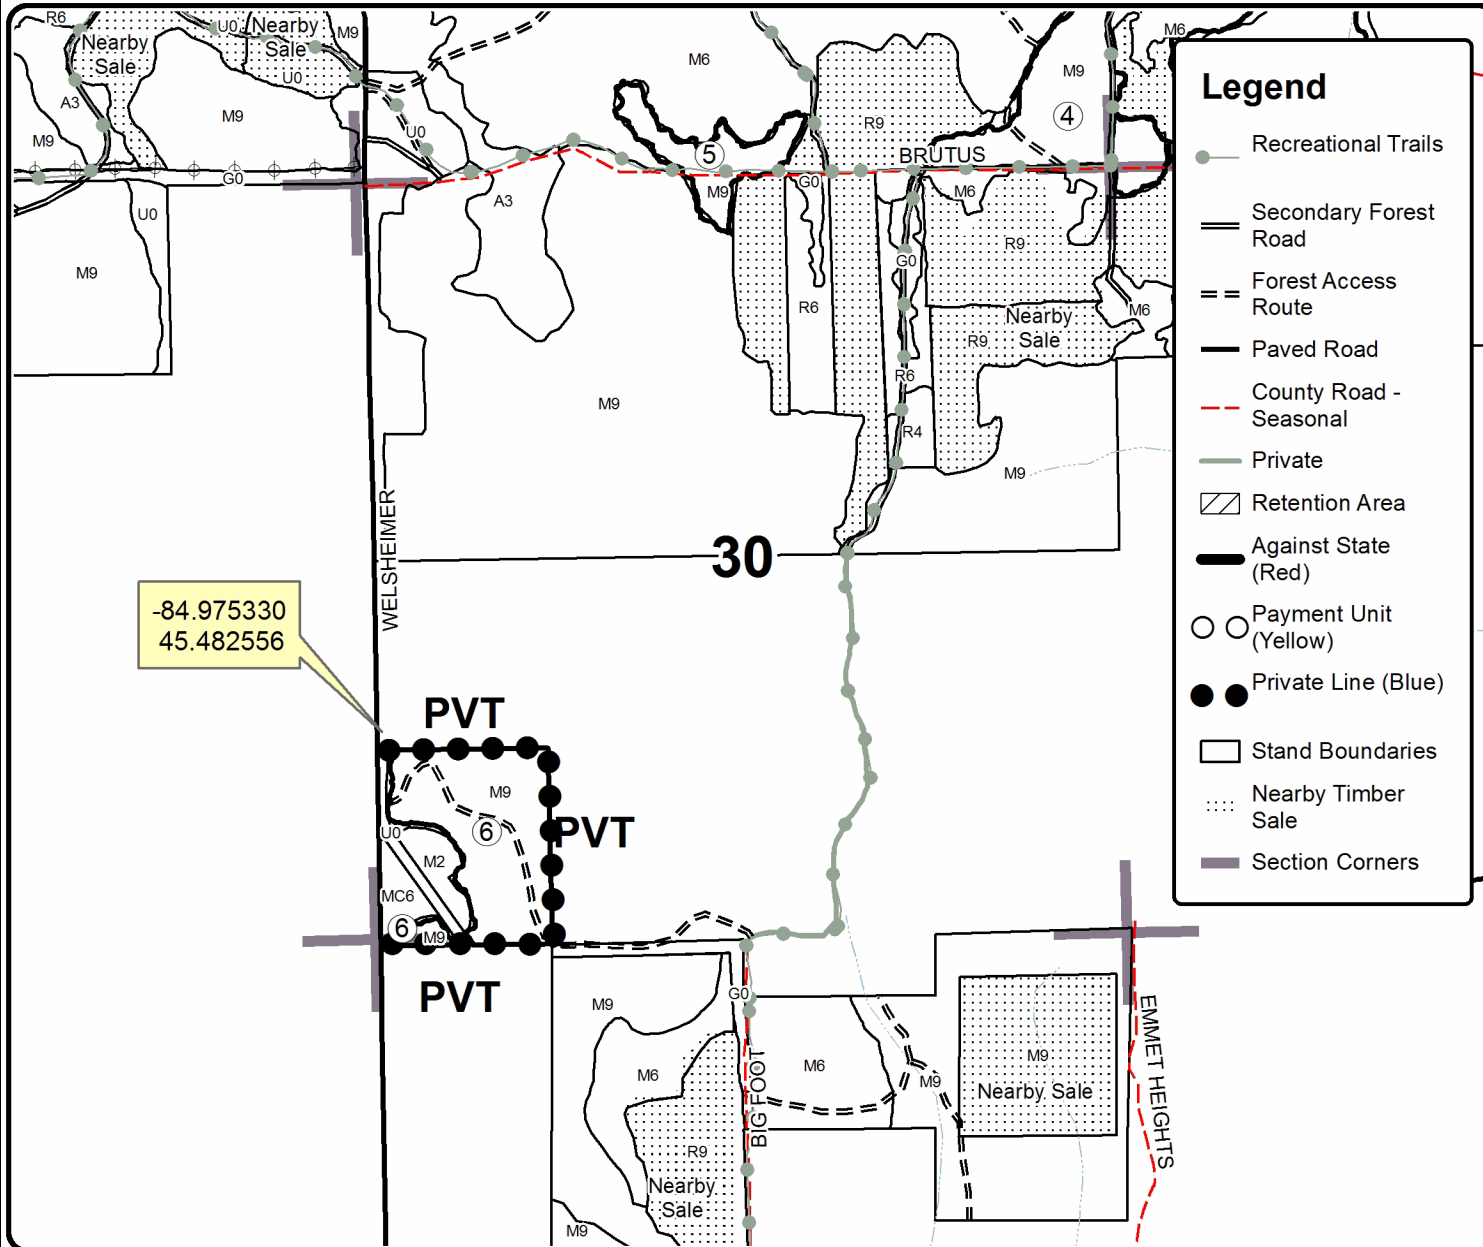 R6
U0
Nearby
Sale
M9
M6
M6
Nearby
Sale
U0
M9
A3
M9
R9
4
U0
M9
5
BRUTUS
G0
G0
M9
M6
A3
U0
R9
M9
G0
R6
M6
Nearby
Sale
R9
R6
M9
R4
M9
WELSHEIMER
30
-84.975330
45.482556
PVT
M9
6
PVT
U0
M2
MC6
6
M9
PVT
M9
G0
M6
M6
M9
M9
Nearby Sale
BIG FOOT
EMMET HEIGHTS
R9
Nearby
Sale
M9
Legend
Recreational Trails
Secondary Forest
Road
Forest Access
Route
Paved Road
County Road -
Seasonal
Private
Retention Area
Against State
(Red)
Payment Unit
(Yellow)
Private Line (Blue)
Stand Boundaries
Nearby Timber
Sale
Section Corners